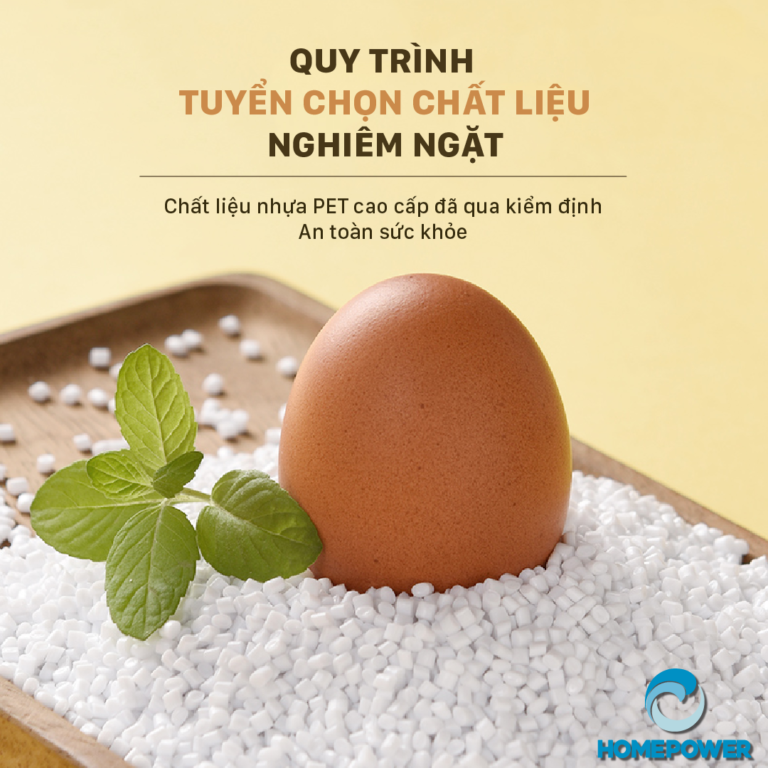 QUY TRÌNH
TUYỂN CHỌN CHẤT LIỆU
NGHIÊM NGẶT
Chất liệu nhựa PET cao cấp đã qua kiểm định
An toàn sức khỏe
HOMEPOWER